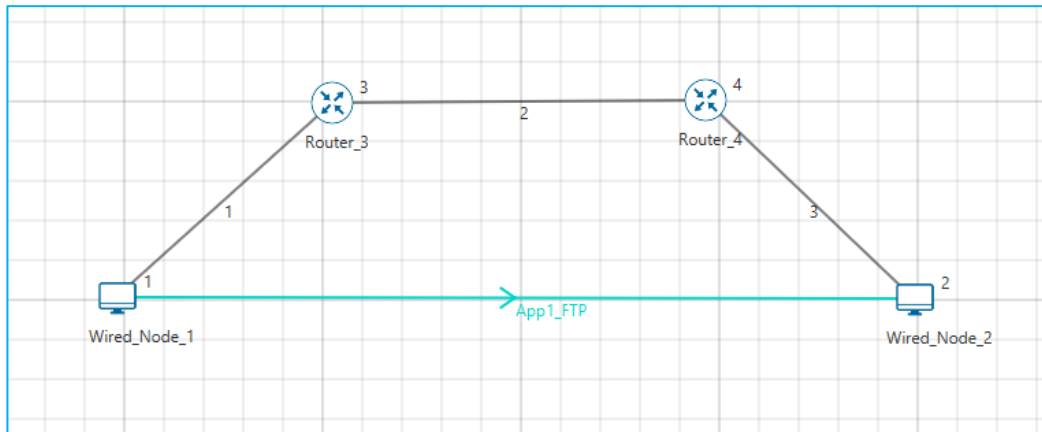 3
4
Router_3
2
Router_4
1
3
1
2
App1_FTP
Wired_Node_1
Wired_Node_2